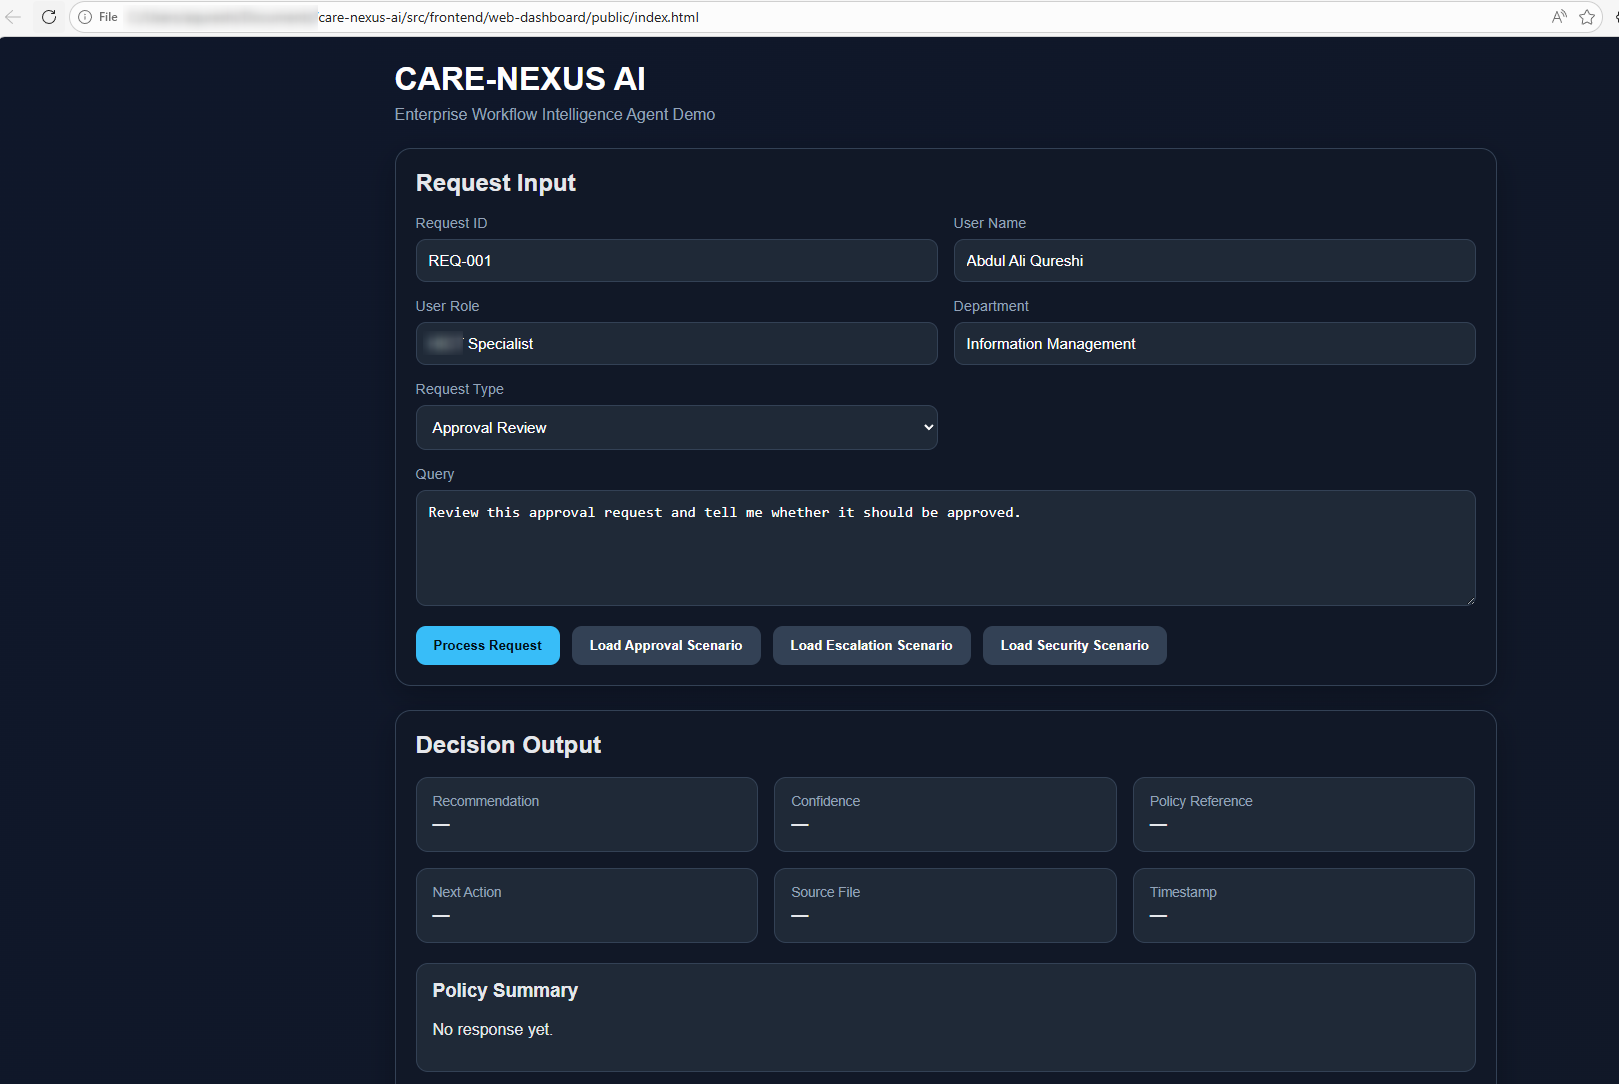 File /care-nexus-ai/src/frontend/web-dashboard/public/index.html
CARE-NEXUS AI
Enterprise Workflow Intelligence Agent Demo
Request Input
Request ID
REQ-001
User Name
Abdul Ali Qureshi
User Role
Specialist
Department
Information Management
Request Type
Approval Review
Query
Review this approval request and tell me whether it should be approved.
Process Request
Load Approval Scenario
Load Escalation Scenario
Load Security Scenario
Decision Output
Recommendation
—
Confidence
—
Policy Reference
—
Next Action
—
Source File
—
Timestamp
—
Policy Summary
No response yet.